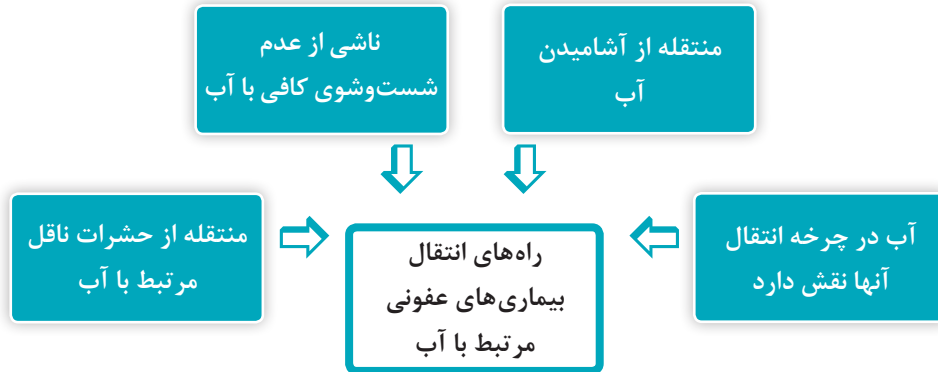 منتقله از آشامیدن
آب
ناشی از عدم
شست‌وشوی کافی با آب
آب در چرخه انتقال
آنها نقش دارد
منتقله از حشرات ناقل
مرتبط با آب
راه‌های انتقال
بیماری‌های عفونی
مرتبط با آب